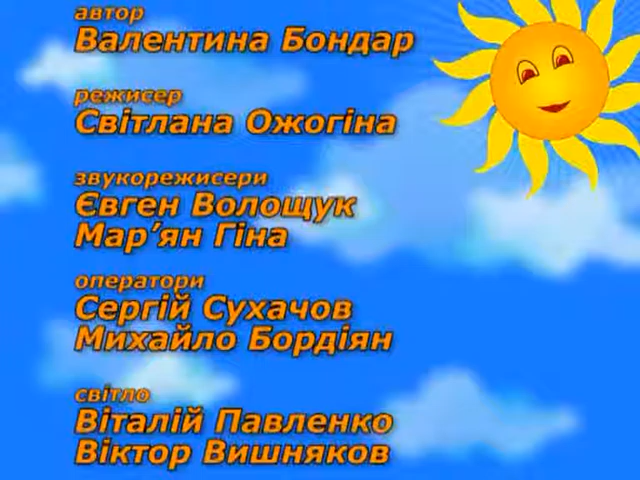 автор
Валентина Бондар
режисер
Світлана Ожогіна
звукорежисери
Євген Волощук
Мар’ян Гіна
оператори
Сергій Сухачов
Михайло Бордіян
світло
Віталій Павленко
Віктор Вишняков